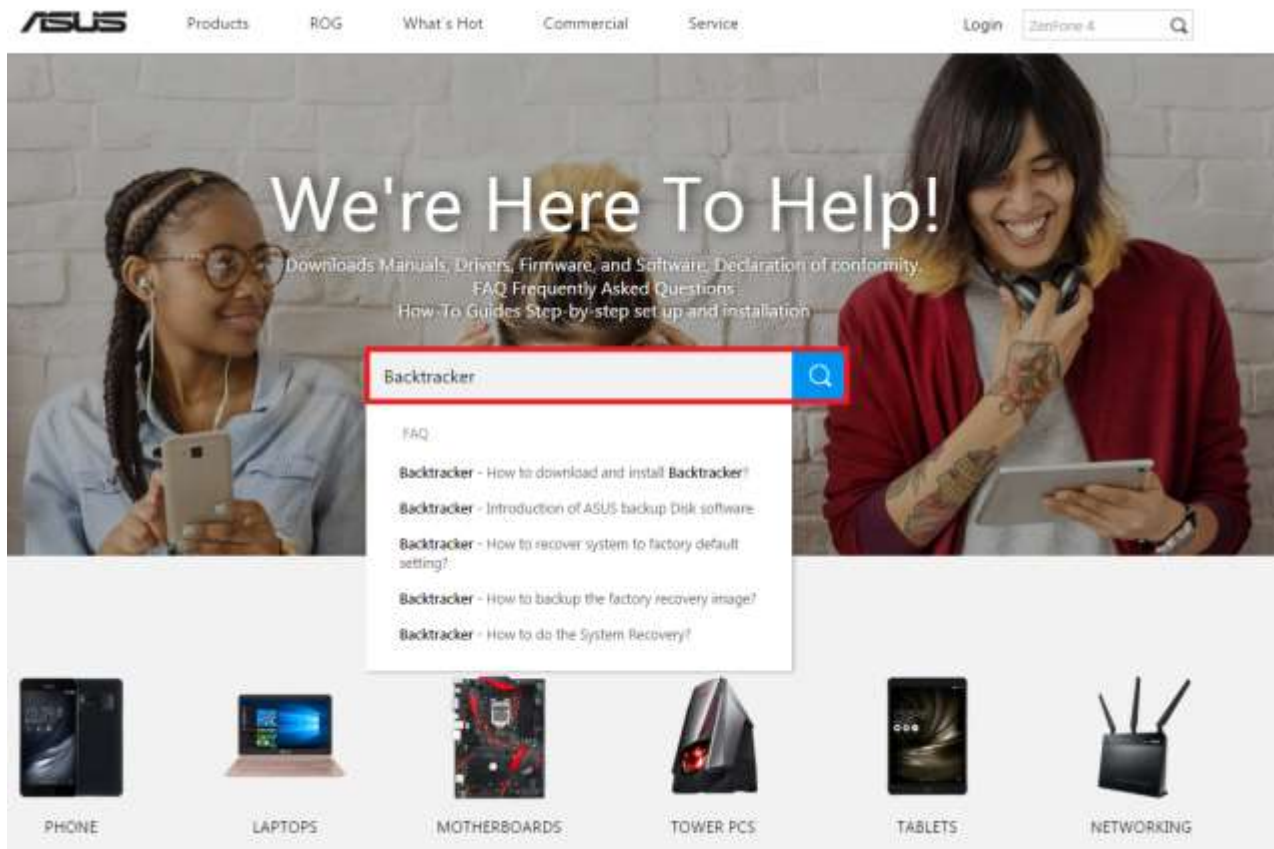 ASUS
Products ROG What's Hot Commercial Service Login ZenFone 4
We're Here To Help!
Downloads Manuals, Drivers, Firmware, and Software, Declaration of conformity.
FAQ Frequently Asked Questions
How-To Guides Step-by-step set up and installation
Backtracker
FAQ
Backtracker - How to download and install Backtracker?
Backtracker - Introduction of ASUS backup Disk software
Backtracker - How to recover system to factory default
setting?
Backtracker - How to backup the factory recovery image?
Backtracker - How to do the System Recovery?
PHONE LAPTOPS MOTHERBOARDS TOWER PCS TABLETS NETWORKING